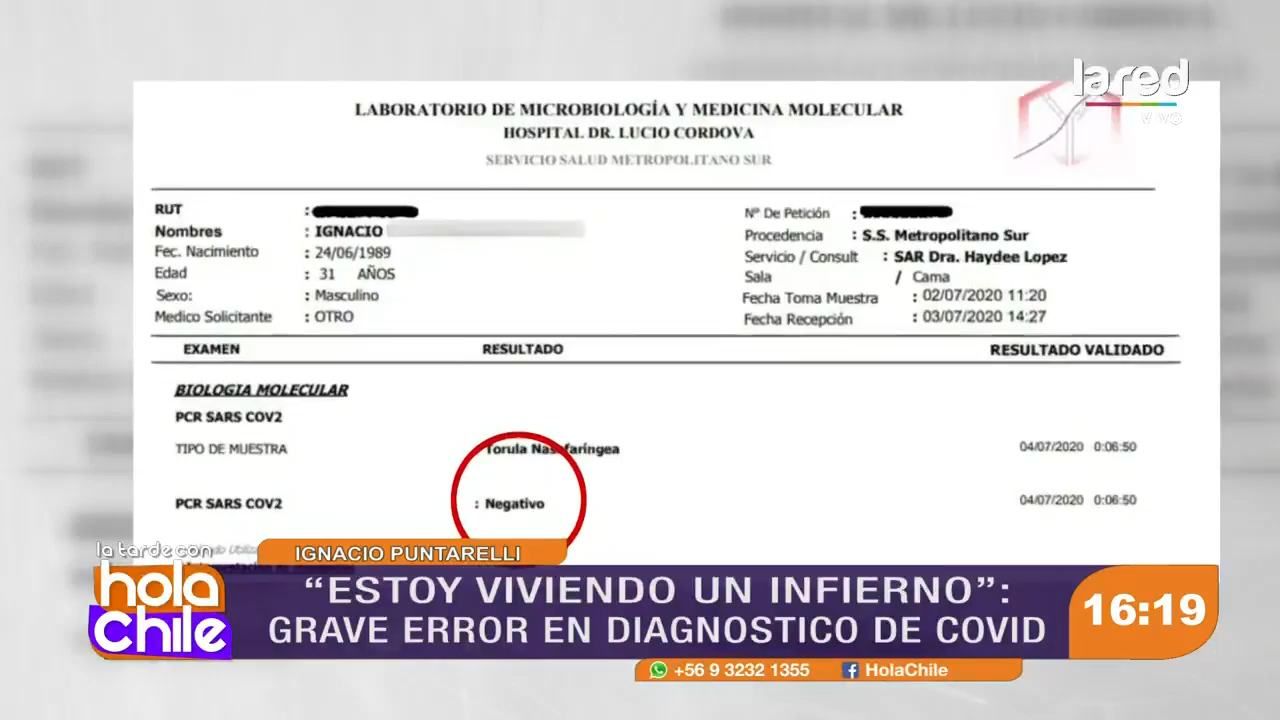 lared
VIVO
LABORATORIO DE MICROBIOLOGÍA Y MEDICINA MOLECULAR
HOSPITAL DR. LUCIO CORDOVA
SERVICIO SALUD METROPOLITANO SUR
RUT :
Nombres : IGNACIO
Fec. Nacimiento : 24/06/1989
Edad : 31 AÑOS
Sexo: : Masculino
Medico Solicitante : OTRO
Nº De Petición :
Procedencia : S.S. Metropolitano Sur
Servicio / Consult : SAR Dra. Haydee Lopez
Sala / Cama
Fecha Toma Muestra : 02/07/2020 11:20
Fecha Recepción : 03/07/2020 14:27
EXAMEN RESULTADO RESULTADO VALIDADO
BIOLOGIA MOLECULAR
PCR SARS COV2
TIPO DE MUESTRA Torula Nasofaríngea 04/07/2020 0:06:50
PCR SARS COV2 : Negativo 04/07/2020 0:06:50
la tarde con
hola
chile
IGNACIO PUNTARELLI
“ESTOY VIVIENDO UN INFIERNO”:
GRAVE ERROR EN DIAGNOSTICO DE COVID
16:19
+56 9 3232 1355 HolaChile